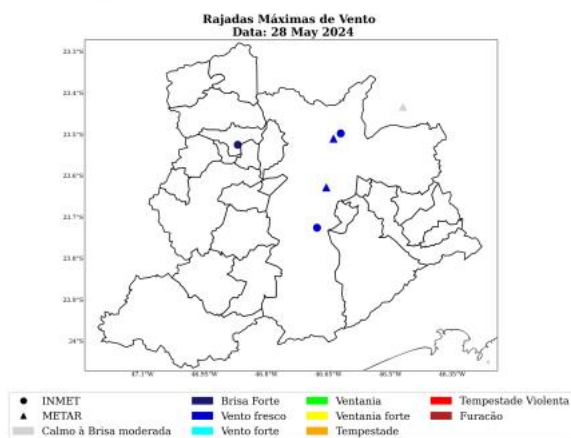 Rajadas Máximas de Vento
Data: 28 May 2024
23.3°S
23.4°S
23.5°S
23.6°S
23.7°S
23.8°S
23.9°S
24°S
47.1°W
46.95°W
46.8°W
46.65°W
46.5°W
46.35°W
INMET
METAR
Calmo à Brisa moderada
Brisa Forte
Vento fresco
Vento forte
Ventania
Ventania forte
Tempestade
Tempestade Violenta
Furacão